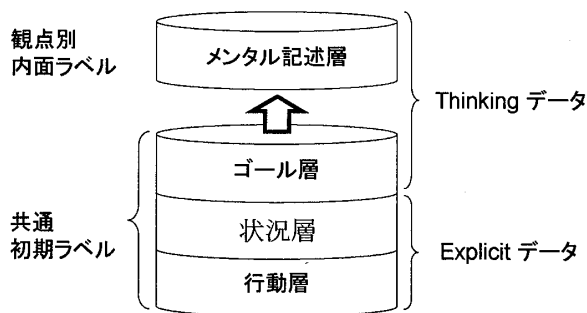 観点別
内面ラベル
メンタル記述層
Thinking データ
ゴール層
共通
初期ラベル
状況層
Explicit データ
行動層